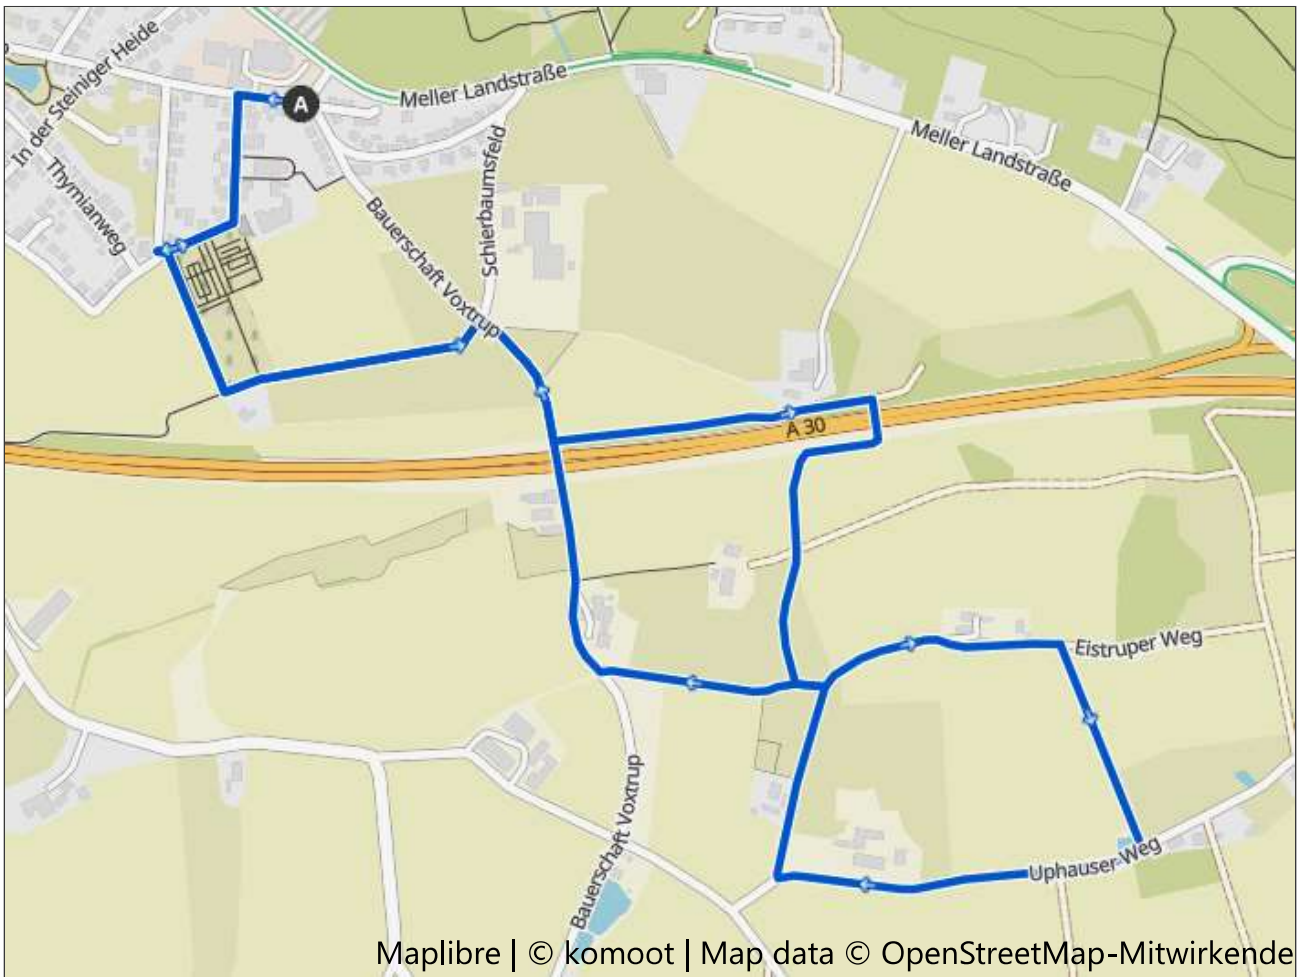 In der Steiniger Heide
A
Meller Landstraße
Meller Landstraße
Thymianweg
Schierbaumsfeld
Bauerschaft Voxtrup
A 30
Eistruper Weg
Bauerschaft Voxtrup
Uphauser Weg
Maplibre | © komoot | Map data © OpenStreetMap-Mitwirkende